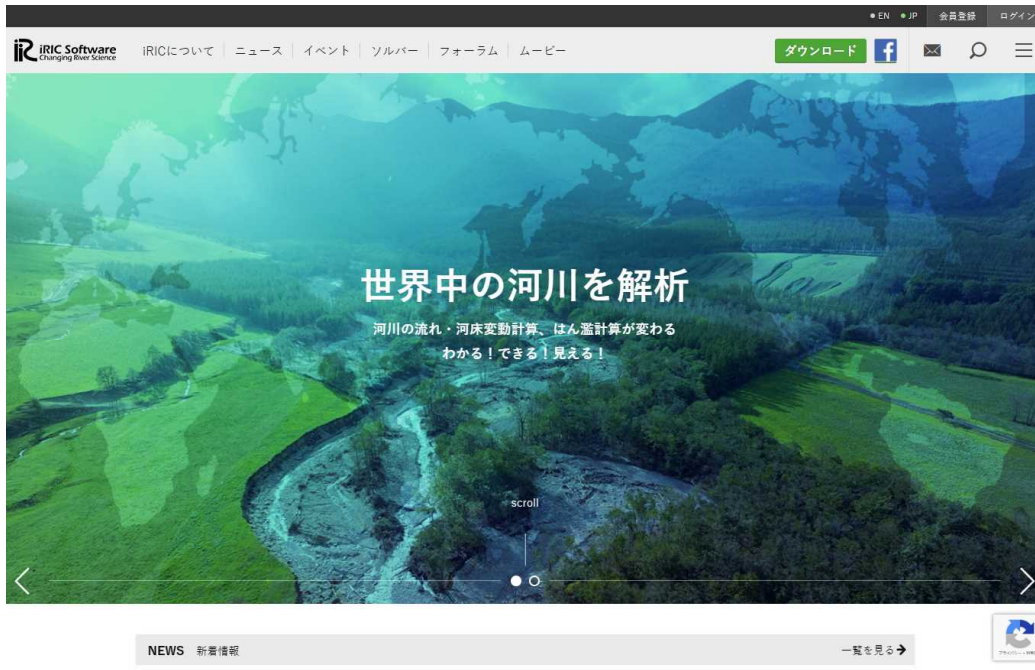 EN JP 会員登録 ログイン
iRIC Software
Changing River Science
iRICについて ニュース イベント ソルバー フォーラム ムービー ダウンロード
世界中の河川を解析
河川の流れ・河床変動計算、はん濫計算が変わる
わかる!できる!見える!
scroll
NEWS 新着情報 一覧を見る